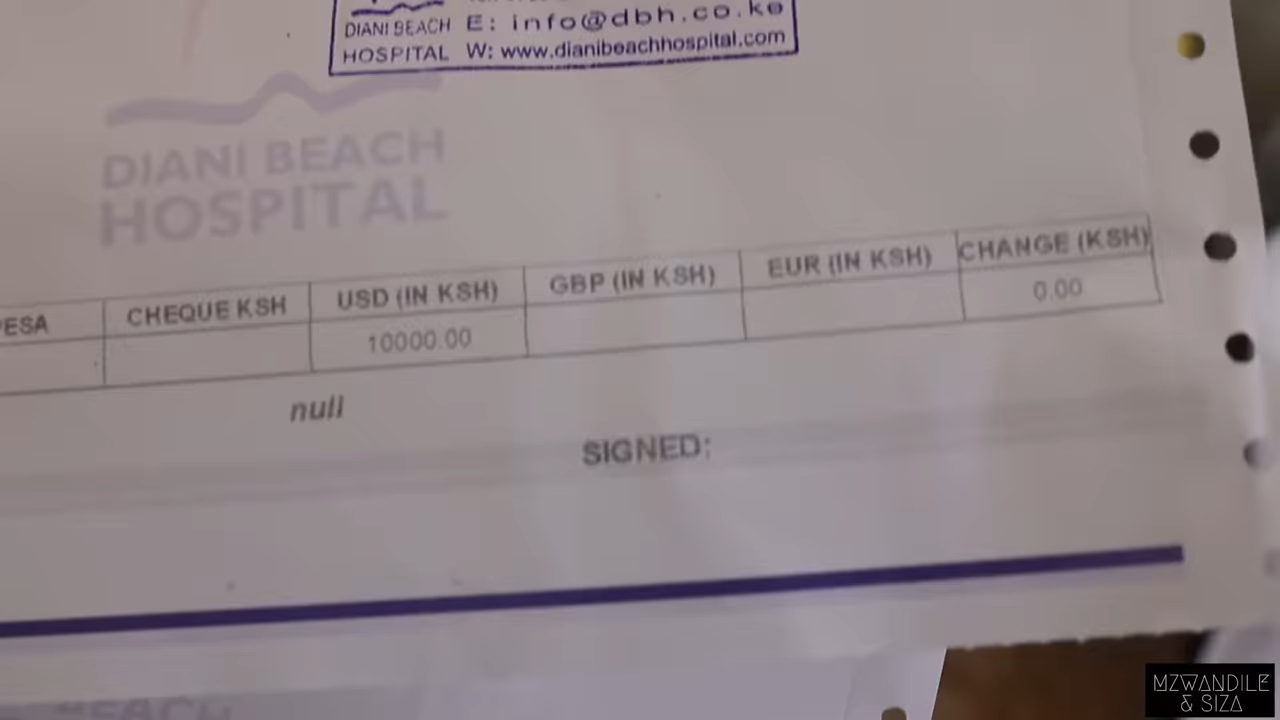 DIANI BEACH E: info@dbh.co.ke
HOSPITAL W: www.dianibeachhospital.com
DIANI BEACH
HOSPITAL
PESA CHEQUE KSH USD (IN KSH) GBP (IN KSH) EUR (IN KSH) CHANGE (KSH)
10000.00 0.00
null
SIGNED:
BEACH
MZWANDILE
& SIZA